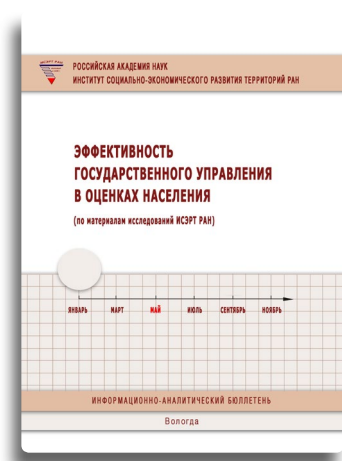 РОССИЙСКАЯ АКАДЕМИЯ НАУК
ИНСТИТУТ СОЦИАЛЬНО-ЭКОНОМИЧЕСКОГО РАЗВИТИЯ ТЕРРИТОРИЙ РАН
ЭФФЕКТИВНОСТЬ
ГОСУДАРСТВЕННОГО УПРАВЛЕНИЯ
В ОЦЕНКАХ НАСЕЛЕНИЯ
(по материалам исследований ИСЭРТ РАН)
ЯНВАРЬ МАРТ МАЙ ИЮЛЬ СЕНТЯБРЬ НОЯБРЬ
ИНФОРМАЦИОННО-АНАЛИТИЧЕСКИЙ БЮЛЛЕТЕНЬ
Вологда